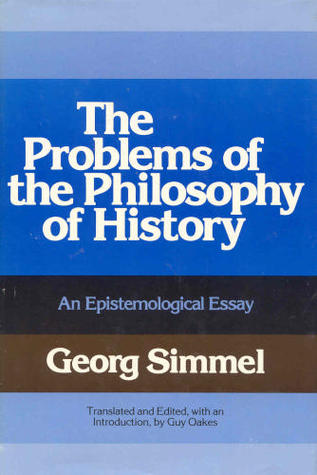 The
Problems of
the Philosophy
of History
An Epistemological Essay
Georg Simmel
Translated and Edited, with an
Introduction, by Guy Oakes